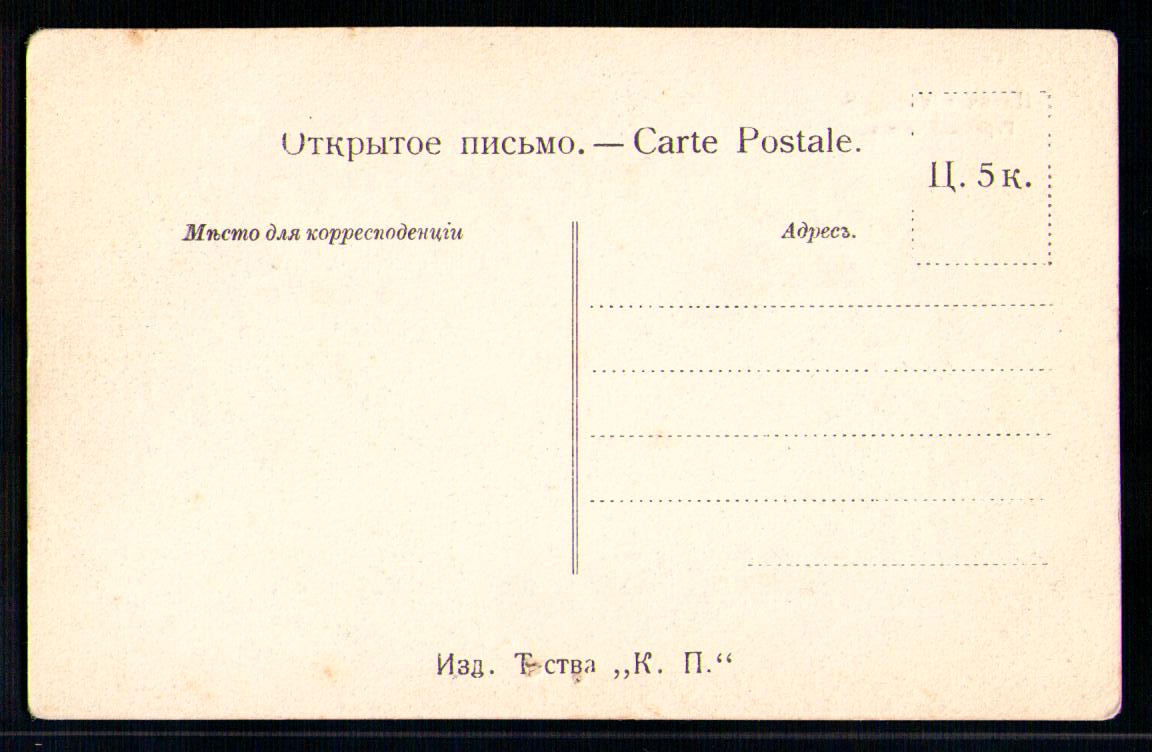 Открытое письмо. — Carte Postale.
Ц. 5 к.
Мѣсто для корресподенціи
Адресъ.
Изд. Т-ства „К. П.“